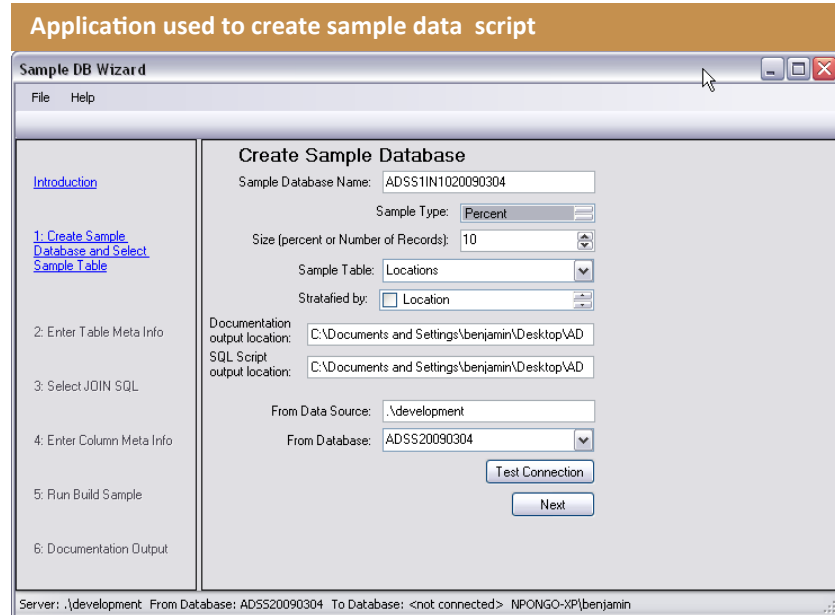 Application used to create sample data script
Sample DB Wizard
File Help
Introduction
1: Create Sample
Database and Select
Sample Table
2: Enter Table Meta Info
3: Select JOIN SQL
4: Enter Column Meta Info
5: Run Build Sample
6: Documentation Output
Create Sample Database
Sample Database Name: ADSS1IN1020090304
Sample Type: Percent
Size (percent or Number of Records): 10
Sample Table: Locations
Stratafied by: Location
Documentation
output location: C:\Documents and Settings\benjamin\Desktop\AD
SQL Script
output location: C:\Documents and Settings\benjamin\Desktop\AD
From Data Source: .\development
From Database: ADSS20090304
Test Connection
Next
Server: .\development From Database: ADSS20090304 To Database: <not connected> NPONGO-XP\benjamin